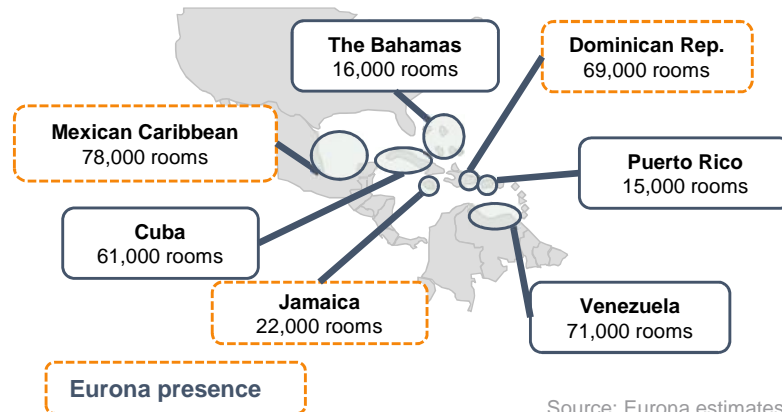 The Bahamas
16,000 rooms
Dominican Rep.
69,000 rooms
Mexican Caribbean
78,000 rooms
Puerto Rico
15,000 rooms
Cuba
61,000 rooms
Jamaica
22,000 rooms
Venezuela
71,000 rooms
Eurona presence
Source: Eurona estimates